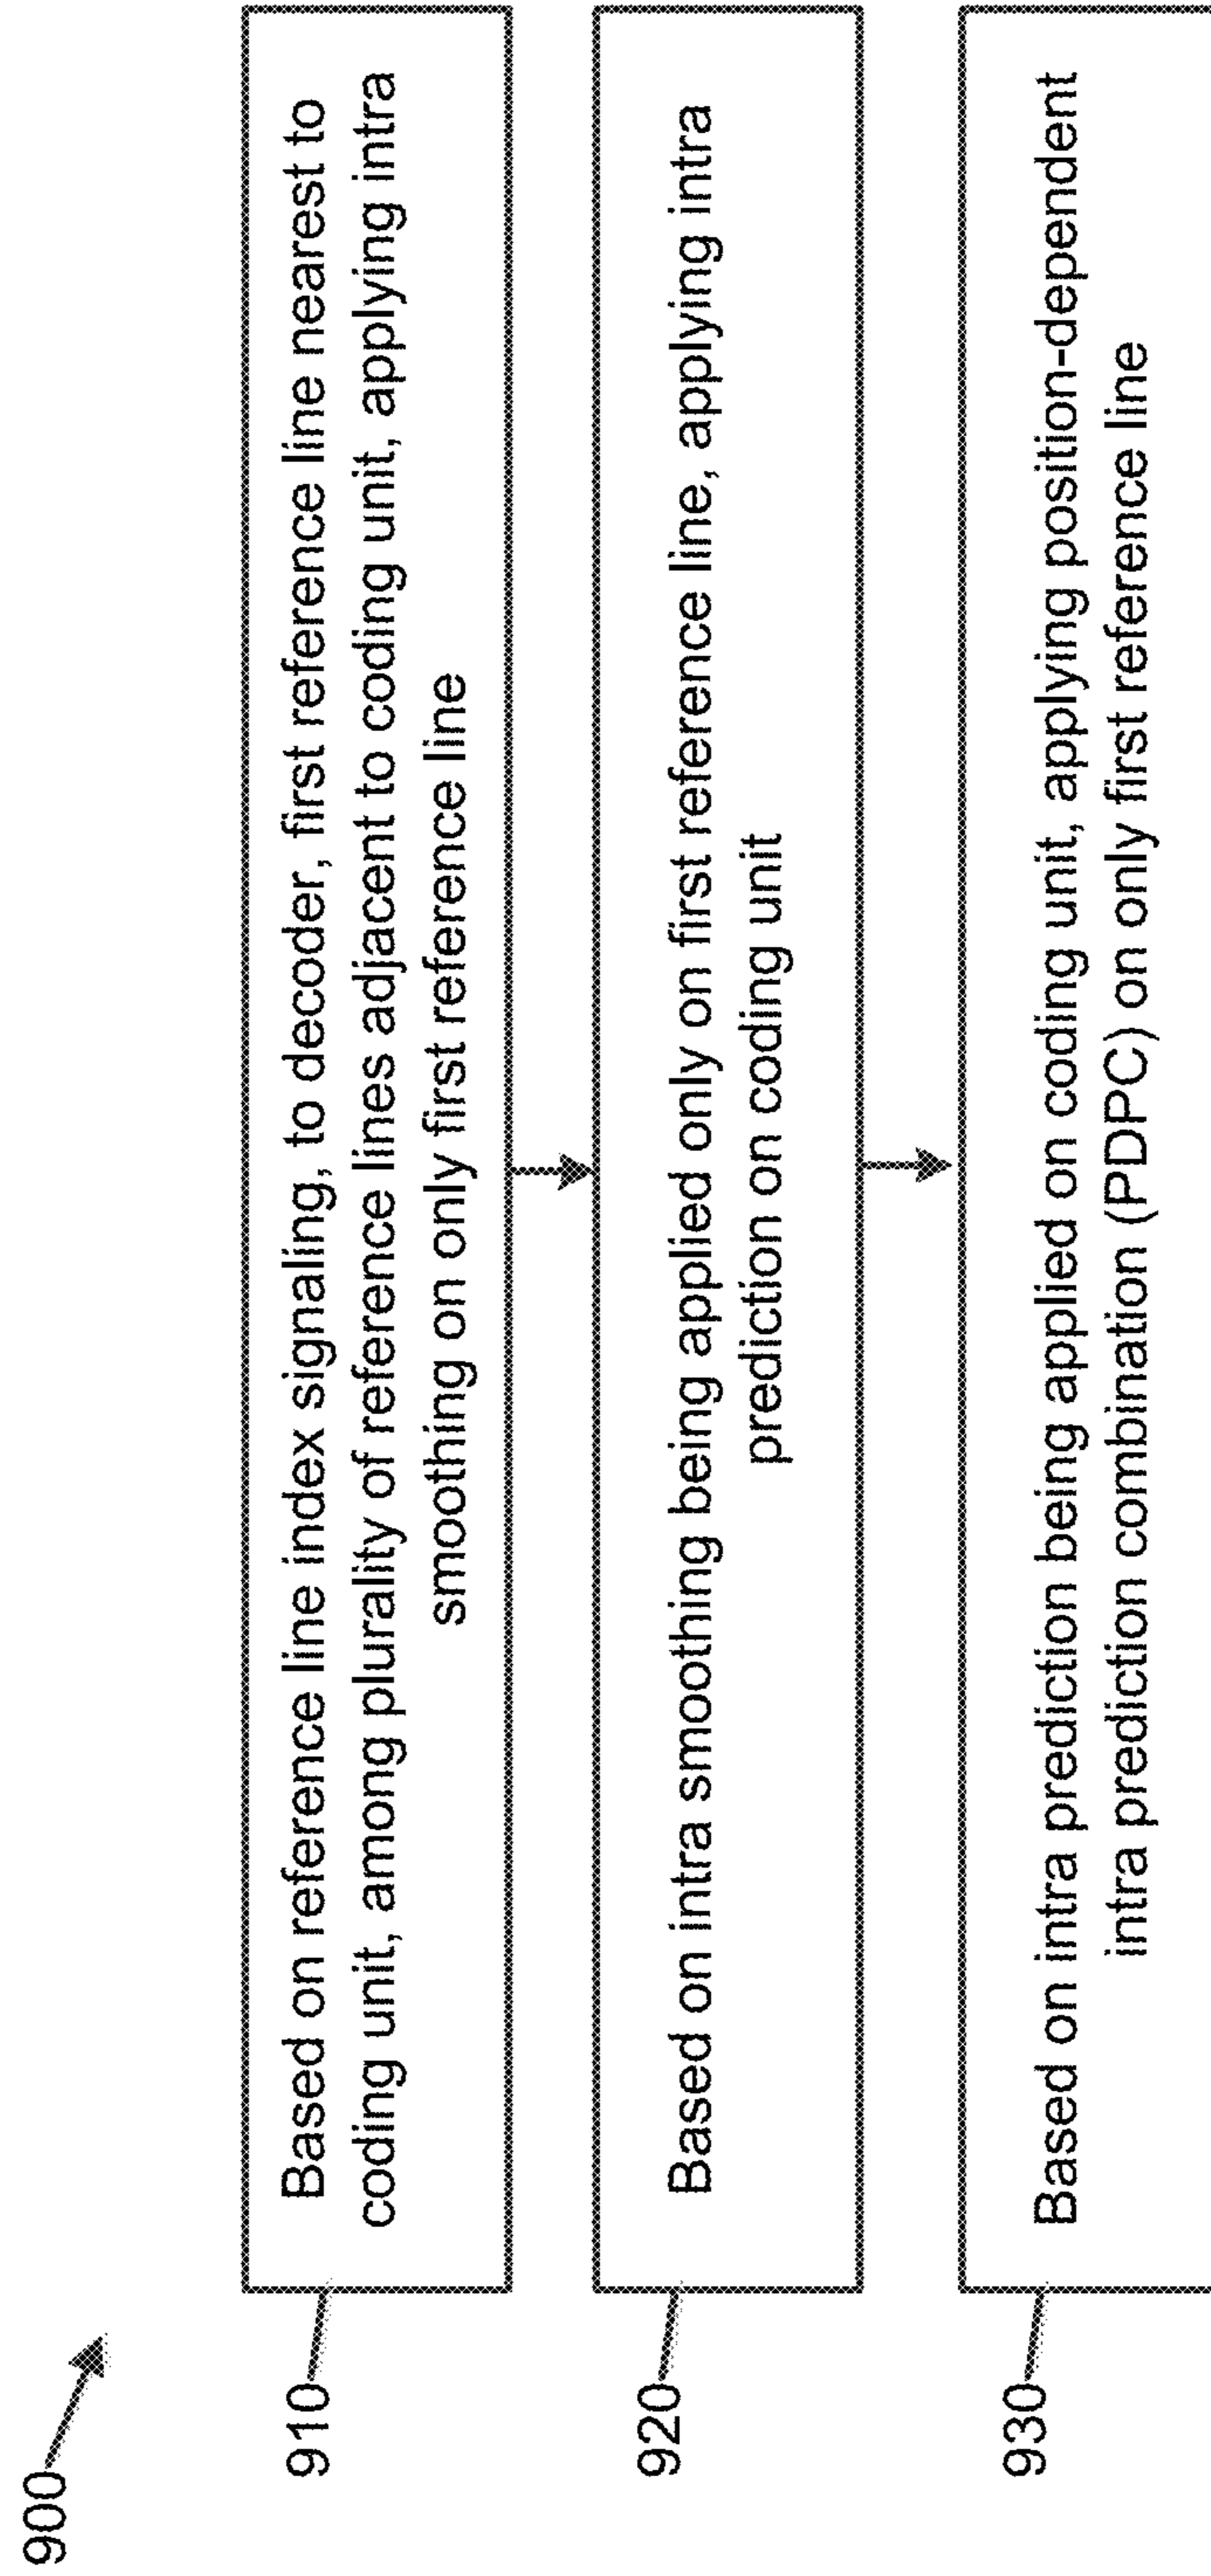 900
910
Based on reference line index signaling, to decoder, first reference line nearest to
coding unit, among plurality of reference lines adjacent to coding unit, applying intra
smoothing on only first reference line
920
Based on intra smoothing being applied only on first reference line, applying intra
prediction on coding unit
930
Based on intra prediction being applied on coding unit, applying position-dependent
intra prediction combination (PDPC) on only first reference line